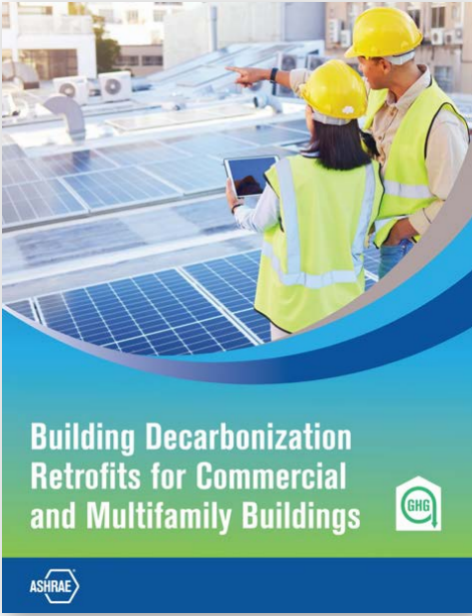 Building Decarbonization
Retrofits for Commercial
and Multifamily Buildings
GHG
ASHRAE